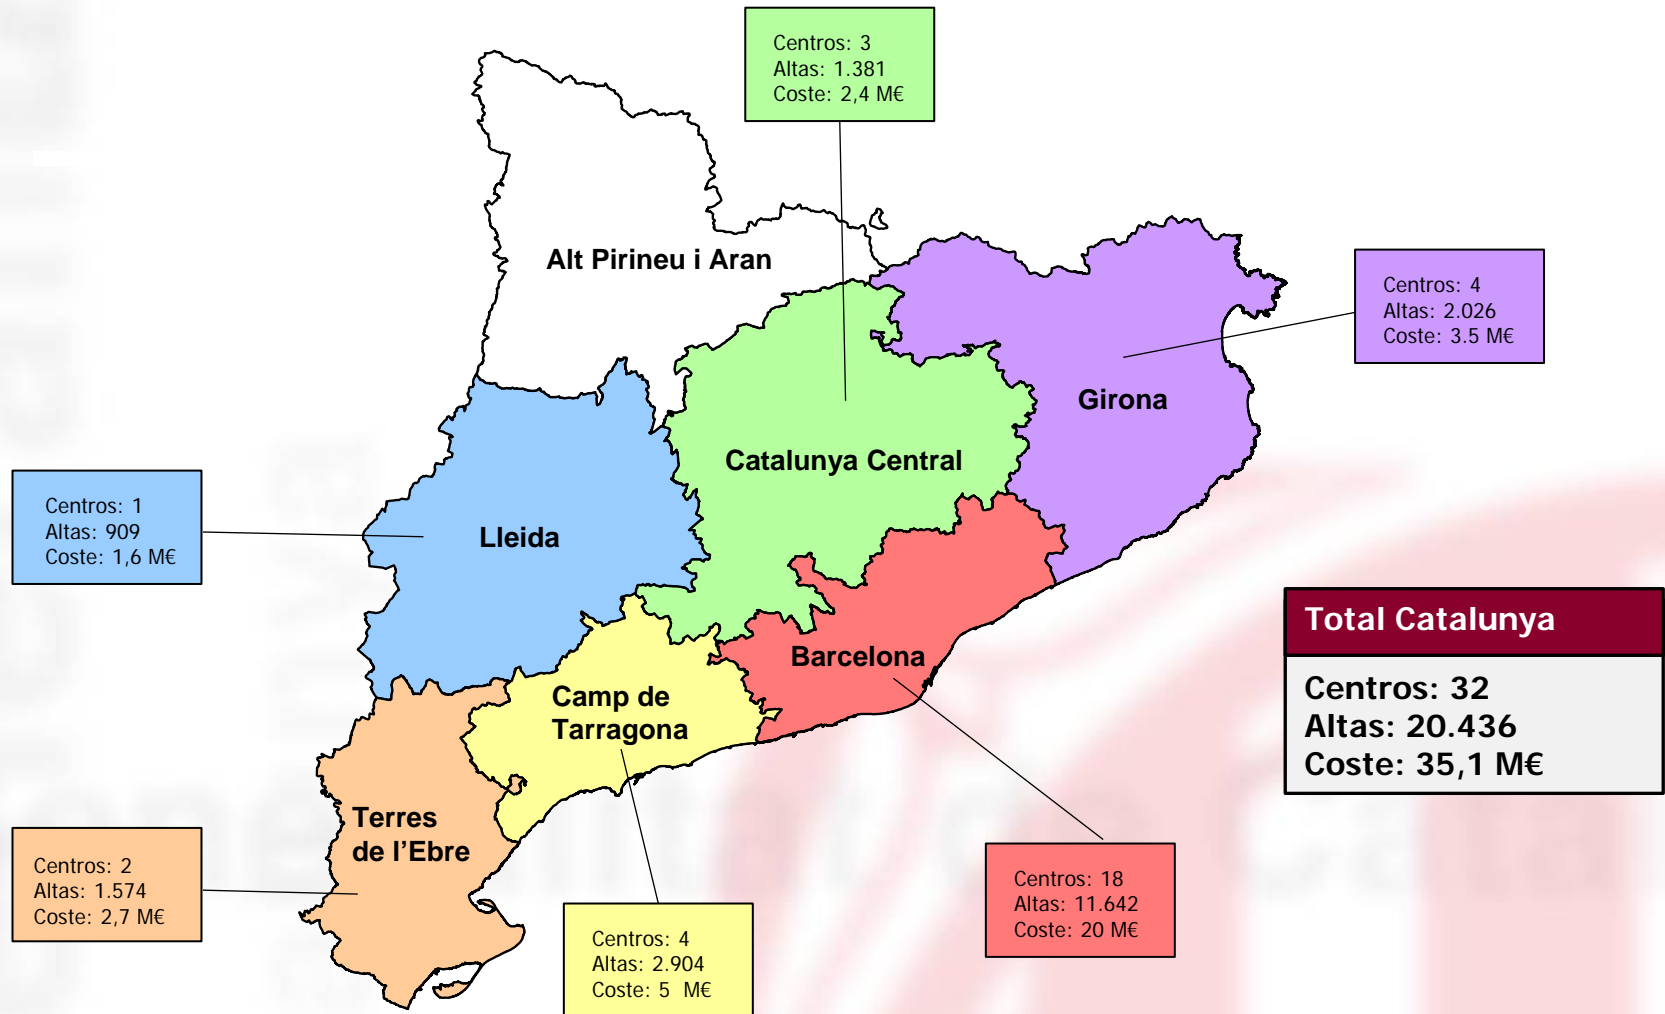 Centros: 3
Altas: 1.381
Coste: 2,4 M€
Alt Pirineu i Aran
Centros: 4
Altas: 2.026
Coste: 3.5 M€
Girona
Catalunya Central
Centros: 1
Altas: 909
Coste: 1,6 M€
Lleida
Total Catalunya
Centros: 32
Altas: 20.436
Coste: 35,1 M€
Barcelona
Camp de
Tarragona
Terres
de l’Ebre
Centros: 2
Altas: 1.574
Coste: 2,7 M€
Centros: 18
Altas: 11.642
Coste: 20 M€
Centros: 4
Altas: 2.904
Coste: 5 M€